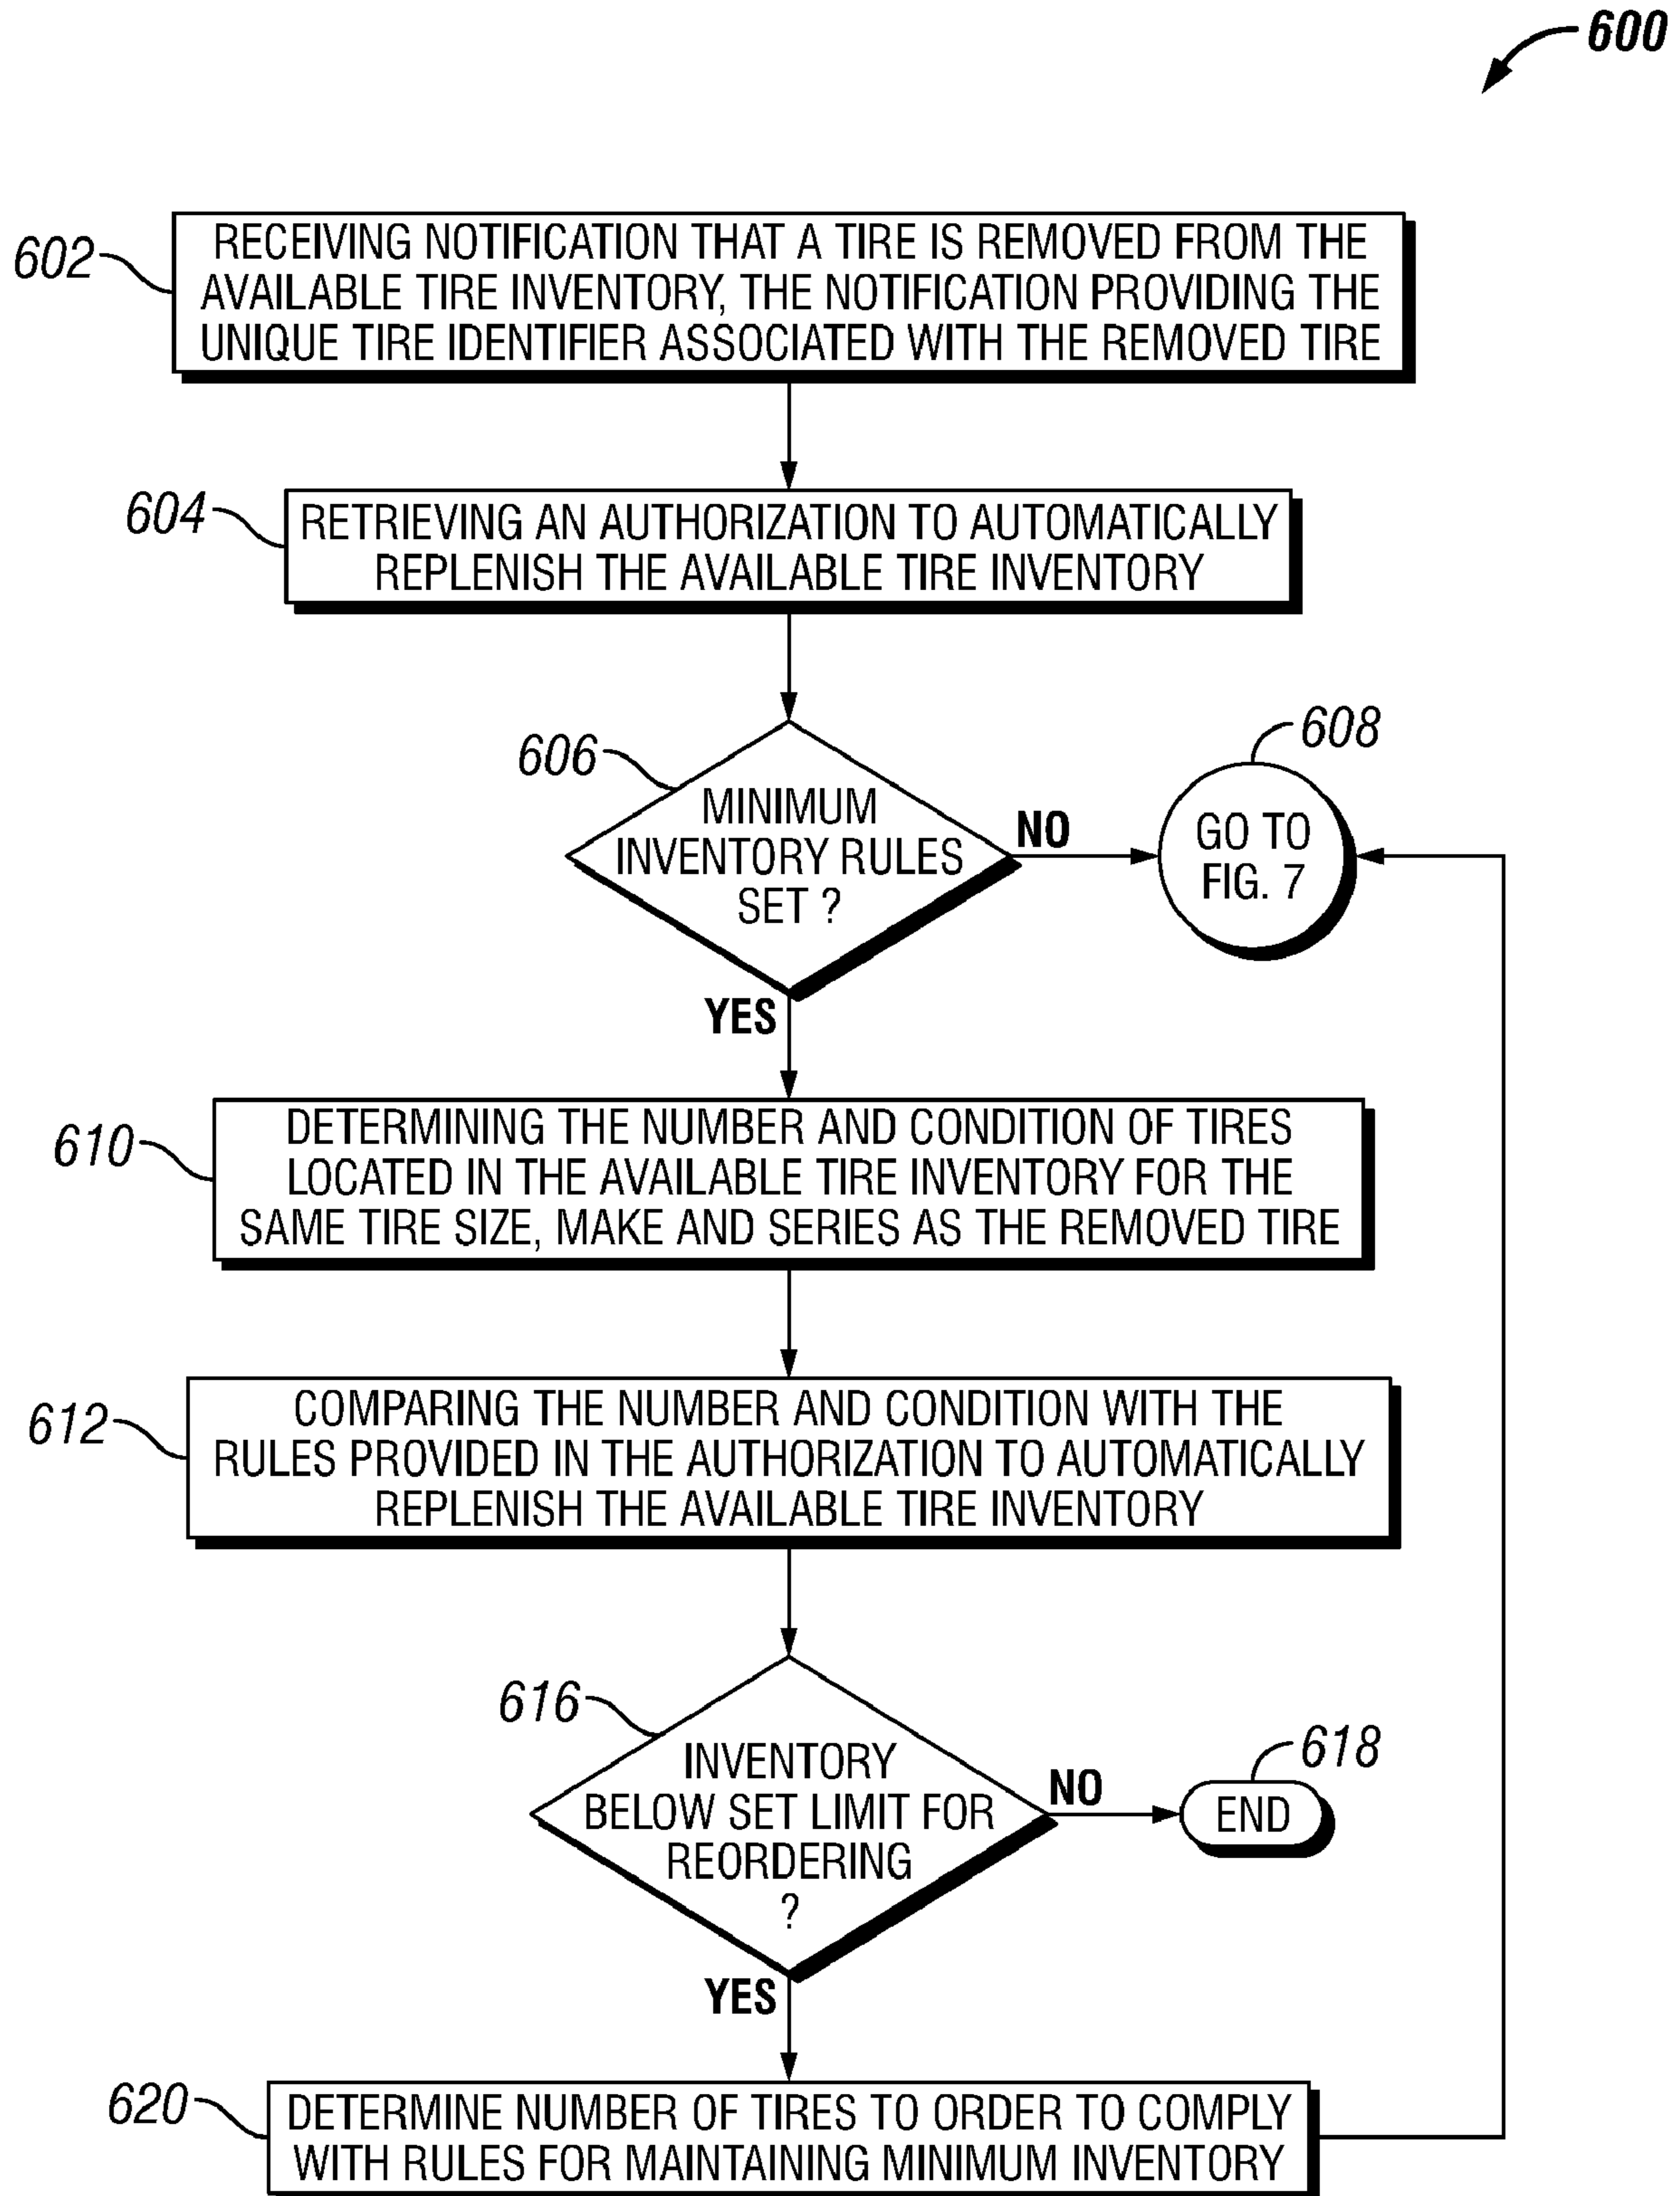 600
602
RECEIVING NOTIFICATION THAT A TIRE IS REMOVED FROM THE
AVAILABLE TIRE INVENTORY, THE NOTIFICATION PROVIDING THE
UNIQUE TIRE IDENTIFIER ASSOCIATED WITH THE REMOVED TIRE
604
RETRIEVING AN AUTHORIZATION TO AUTOMATICALLY
REPLENISH THE AVAILABLE TIRE INVENTORY
606
MINIMUM
INVENTORY RULES
SET ?
NO
608
GO TO
FIG. 7
YES
610
DETERMINING THE NUMBER AND CONDITION OF TIRES
LOCATED IN THE AVAILABLE TIRE INVENTORY FOR THE
SAME TIRE SIZE, MAKE AND SERIES AS THE REMOVED TIRE
612
COMPARING THE NUMBER AND CONDITION WITH THE
RULES PROVIDED IN THE AUTHORIZATION TO AUTOMATICALLY
REPLENISH THE AVAILABLE TIRE INVENTORY
616
INVENTORY
BELOW SET LIMIT FOR
REORDERING
?
NO
618
END
YES
620
DETERMINE NUMBER OF TIRES TO ORDER TO COMPLY
WITH RULES FOR MAINTAINING MINIMUM INVENTORY